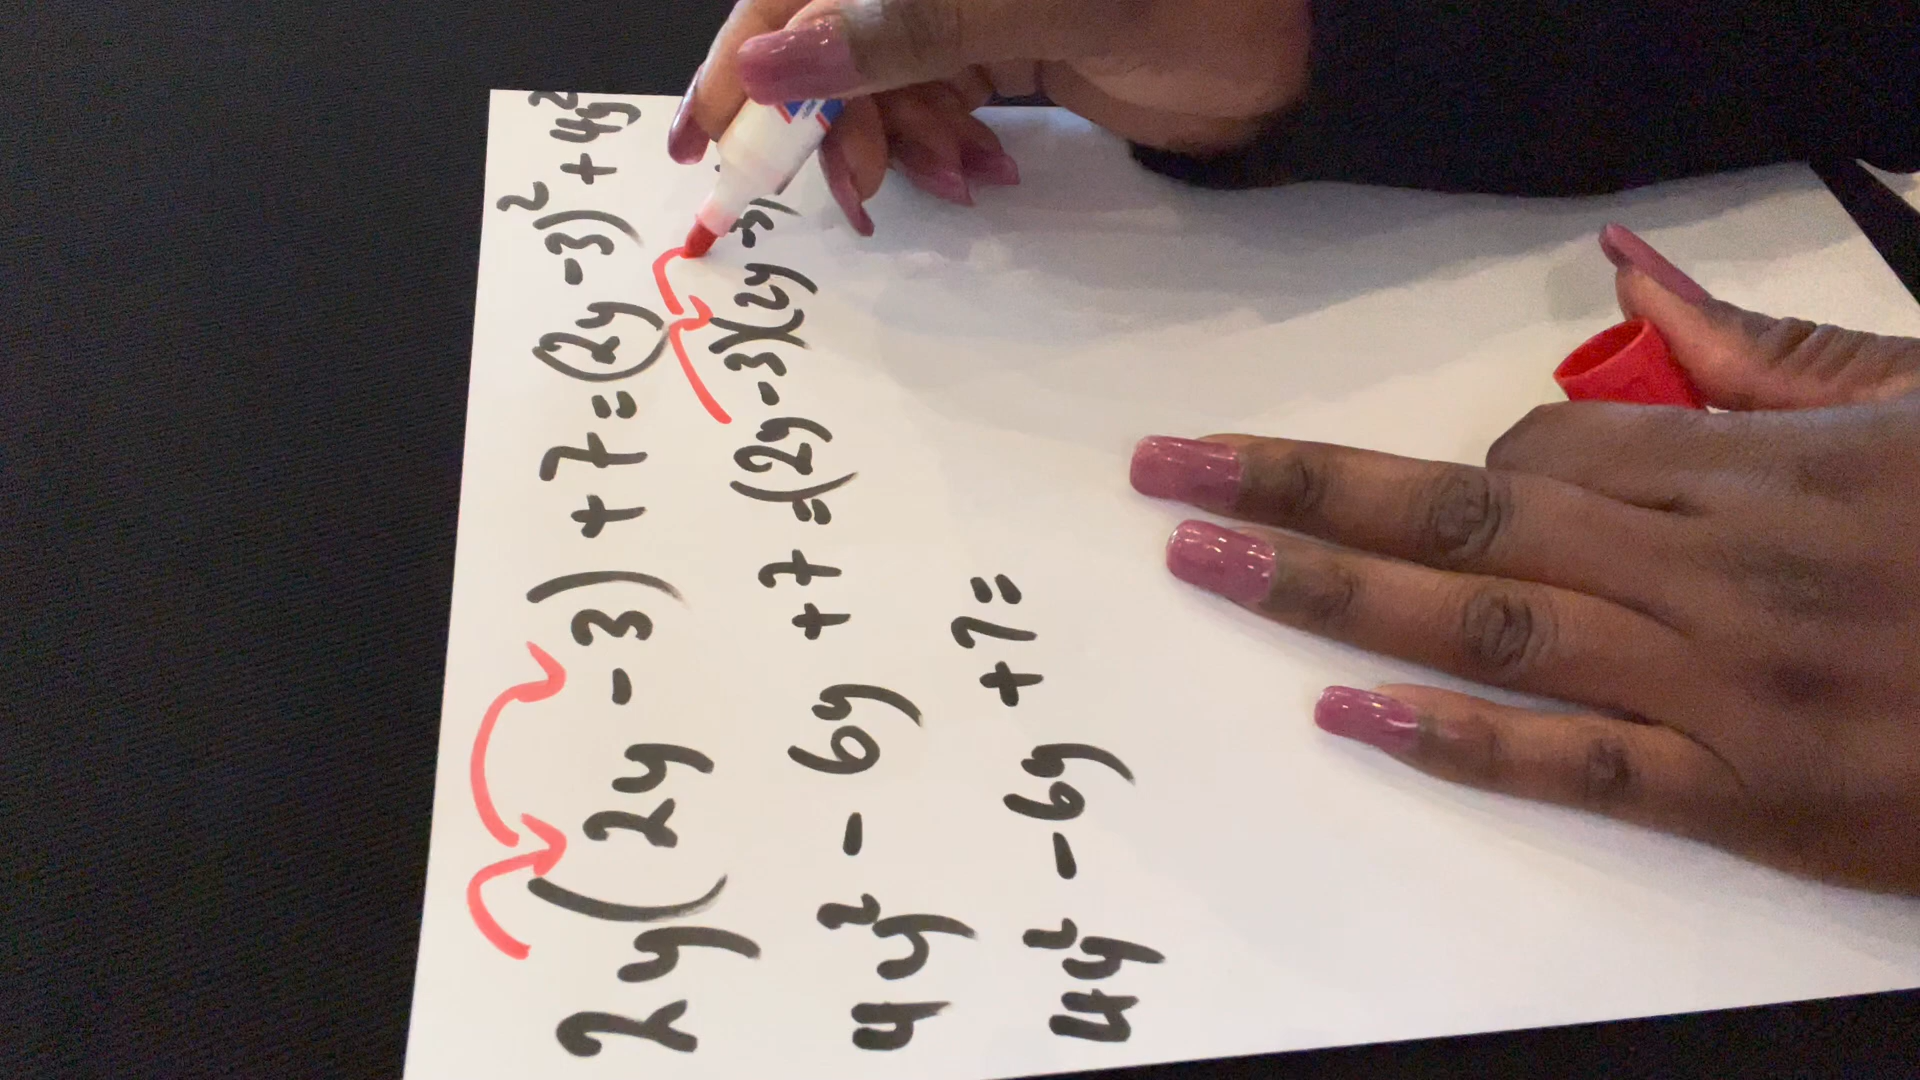 2y(2y - 3) + 7 = (2y - 3)² + 4y²
4y² - 6y + 7 = (2y - 3)(2y - 3)
4y² - 6y + 7 =